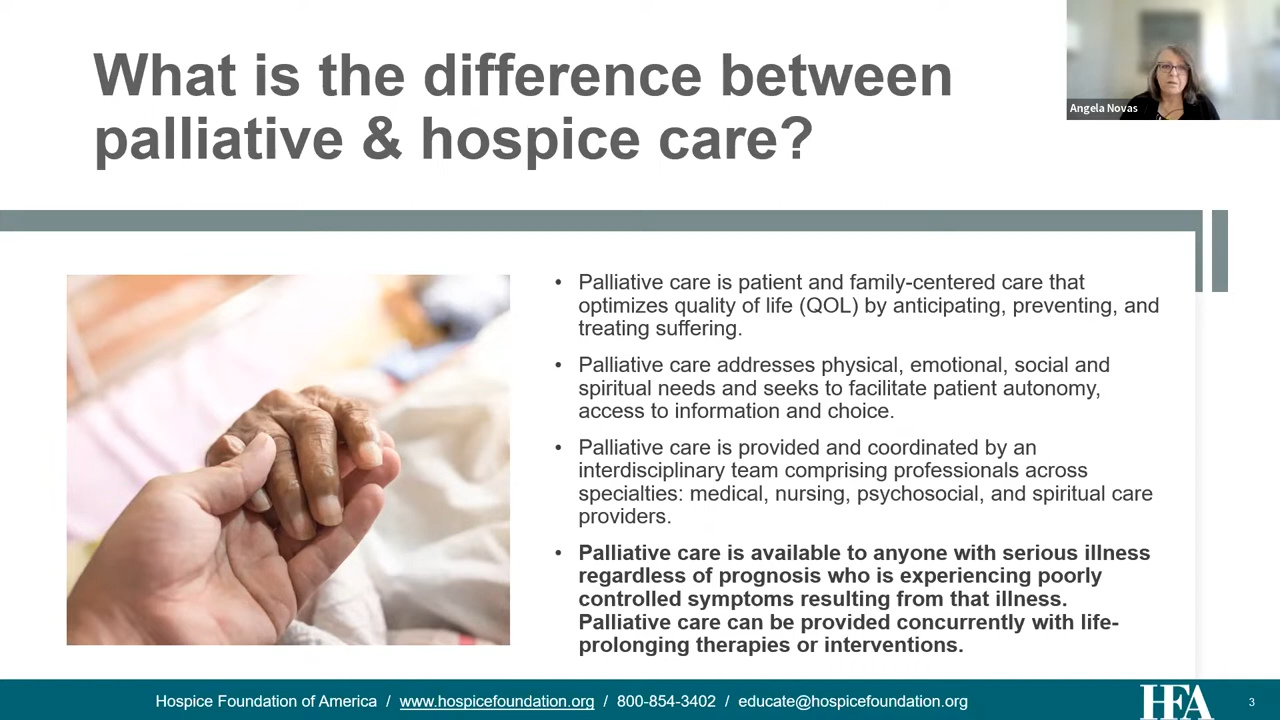 What is the difference between
palliative & hospice care?
Angela Novas
• Palliative care is patient and family-centered care that
optimizes quality of life (QOL) by anticipating, preventing, and
treating suffering.
• Palliative care addresses physical, emotional, social and
spiritual needs and seeks to facilitate patient autonomy,
access to information and choice.
• Palliative care is provided and coordinated by an
interdisciplinary team comprising professionals across
specialties: medical, nursing, psychosocial, and spiritual care
providers.
• Palliative care is available to anyone with serious illness
regardless of prognosis who is experiencing poorly
controlled symptoms resulting from that illness.
Palliative care can be provided concurrently with life-
prolonging therapies or interventions.
Hospice Foundation of America / www.hospicefoundation.org / 800-854-3402 / educate@hospicefoundation.org
HFA
3